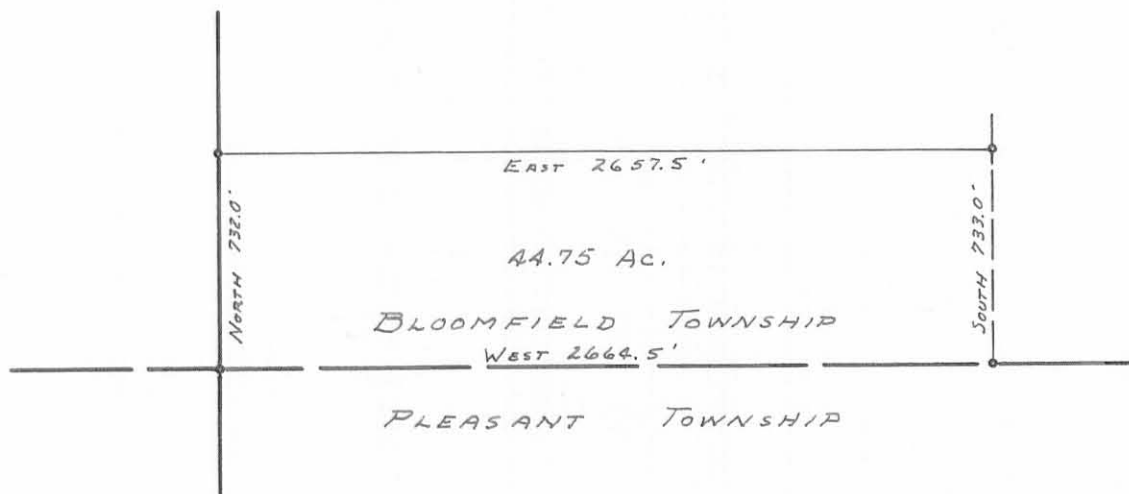 EAST 2657.5'
NORTH 732.0'
SOUTH 733.0'
44.75 AC.
BLOOMFIELD TOWNSHIP
WEST 2664.5'
PLEASANT TOWNSHIP